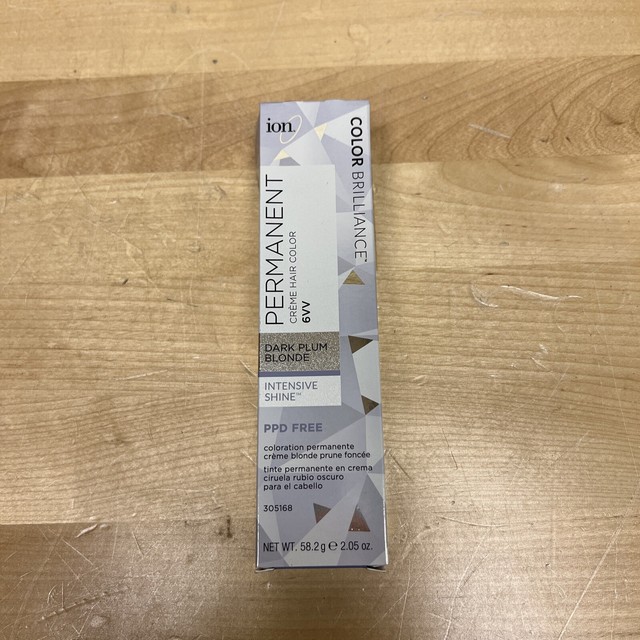 ion
COLOR BRILLIANCE
PERMANENT
CRÈME HAIR COLOR
6VV
DARK PLUM
BLONDE
INTENSIVE
SHINE™
PPD FREE
coloration permanente
crème blonde prune foncée
tinte permanente en crema
ciruela rubio oscuro
para el cabello
305168
NET WT. 58.2 g ℮ 2.05 oz.